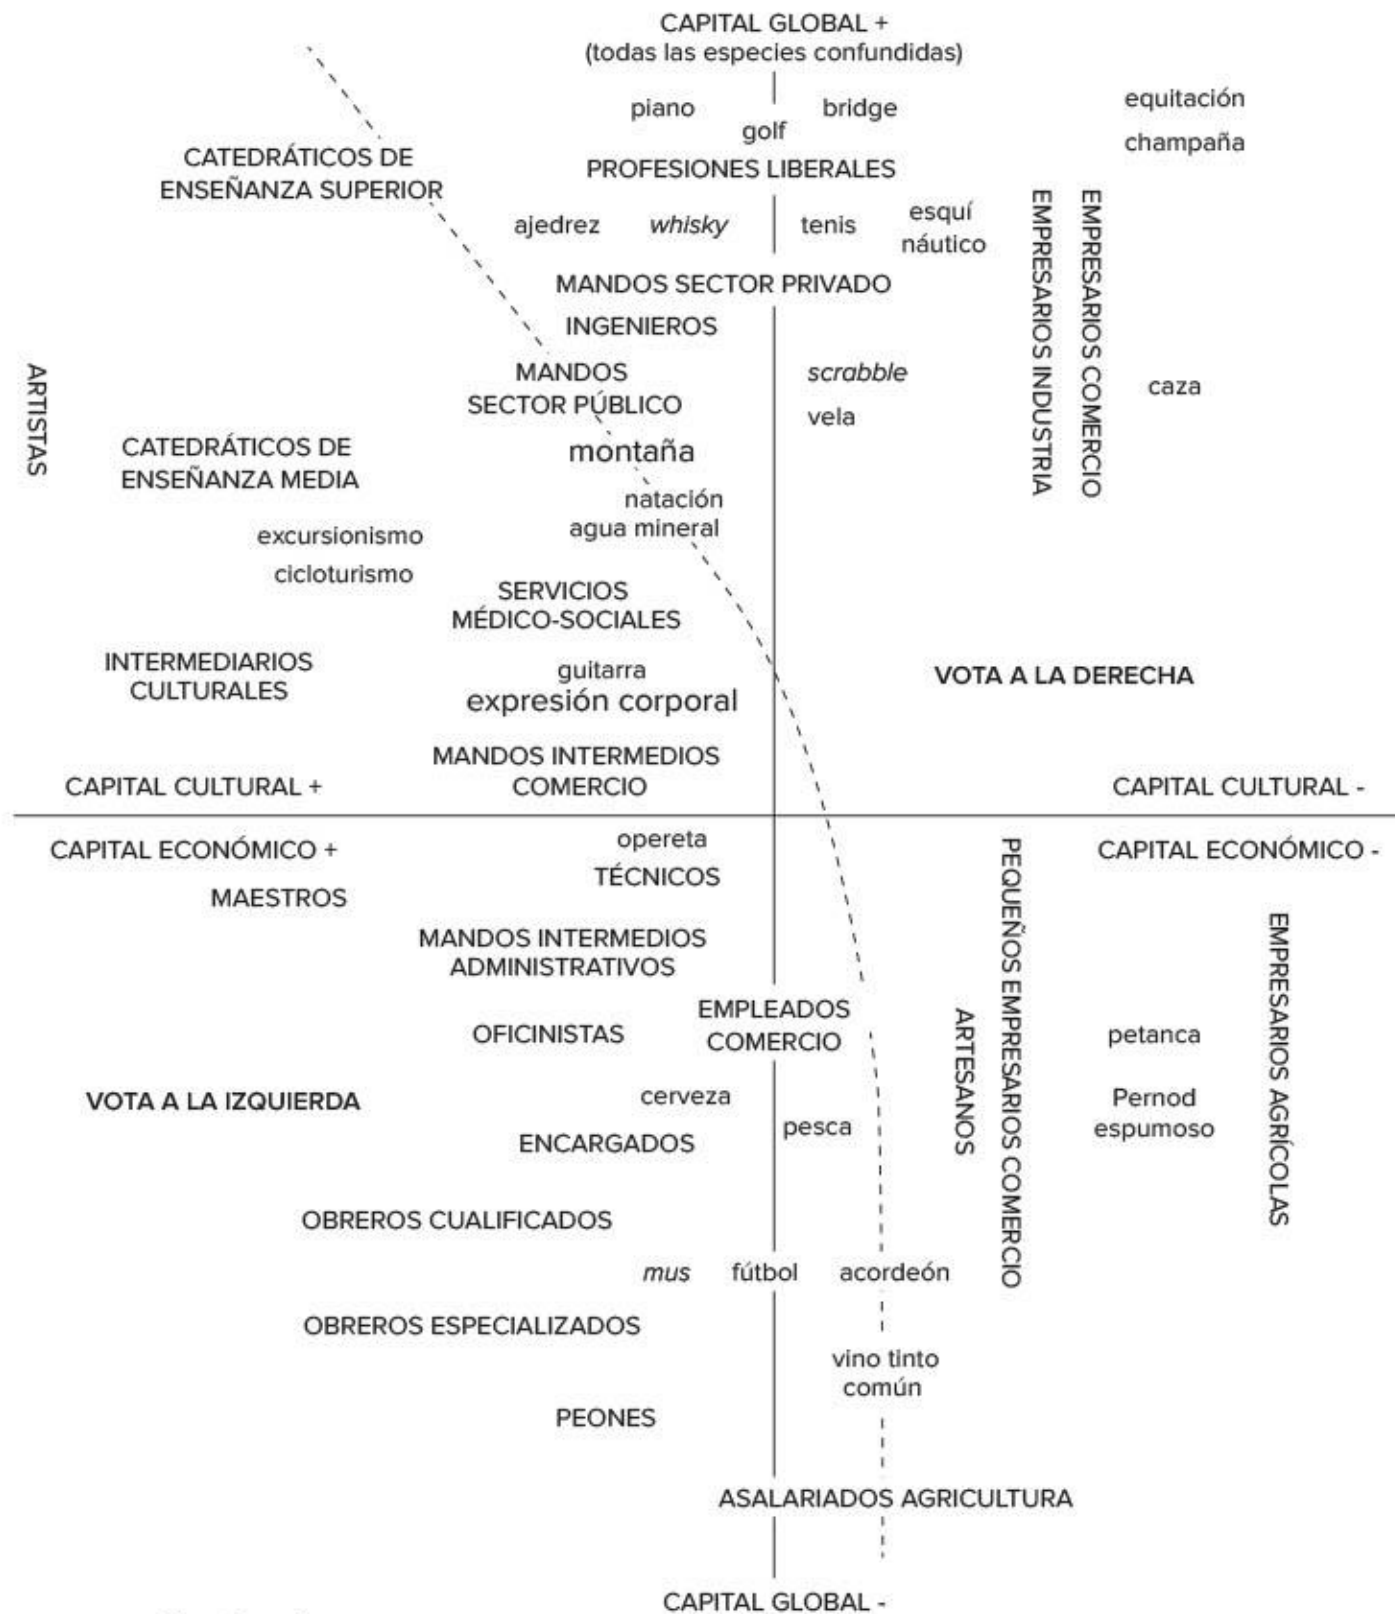 CAPITAL GLOBAL +
(todas las especies confundidas)
piano
bridge
equitación
golf
champaña
CATEDRÁTICOS DE
ENSEÑANZA SUPERIOR
PROFESIONES LIBERALES
ajedrez
whisky
tenis
esquí
náutico
EMPRESARIOS INDUSTRIA
EMPRESARIOS COMERCIO
MANDOS SECTOR PRIVADO
INGENIEROS
ARTISTAS
MANDOS
SECTOR PÚBLICO
scrabble
vela
caza
CATEDRÁTICOS DE
ENSEÑANZA MEDIA
montaña
natación
agua mineral
excursionismo
cicloturismo
SERVICIOS
MÉDICO-SOCIALES
INTERMEDIARIOS
CULTURALES
guitarra
expresión corporal
VOTA A LA DERECHA
MANDOS INTERMEDIOS
COMERCIO
CAPITAL CULTURAL +
CAPITAL CULTURAL -
CAPITAL ECONÓMICO +
opereta
CAPITAL ECONÓMICO -
TÉCNICOS
MAESTROS
PEQUEÑOS EMPRESARIOS COMERCIO
EMPRESARIOS AGRÍCOLAS
MANDOS INTERMEDIOS
ADMINISTRATIVOS
EMPLEADOS
COMERCIO
OFICINISTAS
ARTESANOS
petanca
VOTA A LA IZQUIERDA
cerveza
Pernod
espumoso
pesca
ENCARGADOS
OBREROS CUALIFICADOS
mus
fútbol
acordeón
OBREROS ESPECIALIZADOS
vino tinto
común
PEONES
ASALARIADOS AGRICULTURA
CAPITAL GLOBAL -